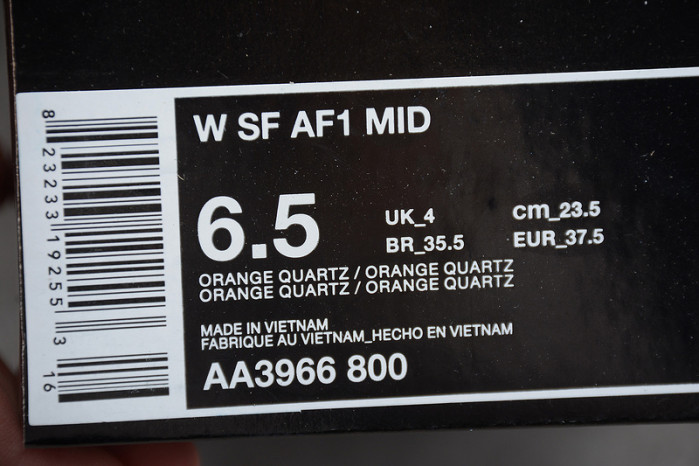 W SF AF1 MID
6.5
UK_4
cm_23.5
BR_35.5
EUR_37.5
ORANGE QUARTZ / ORANGE QUARTZ
ORANGE QUARTZ / ORANGE QUARTZ
MADE IN VIETNAM
FABRIQUE AU VIETNAM_HECHO EN VIETNAM
AA3966 800
8 23233 19255 3
16